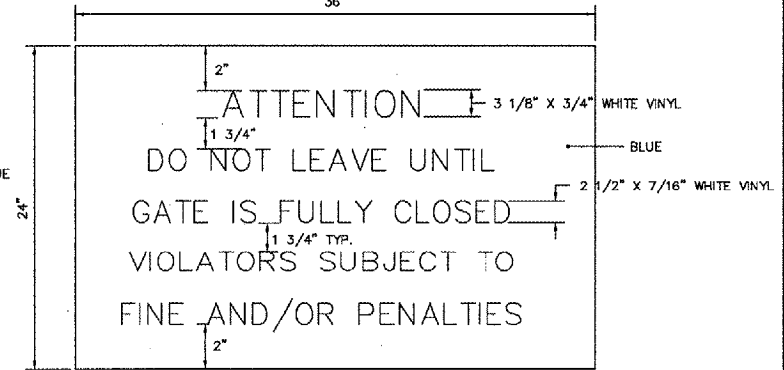 36
2"
ATTENTION
3 1/8" X 3/4" WHITE VINYL
1 3/4"
DO NOT LEAVE UNTIL
BLUE
24"
2 1/2" X 7/16" WHITE VINYL
GATE IS FULLY CLOSED
1 3/4" TYP.
VIOLATORS SUBJECT TO
FINE AND/OR PENALTIES
2"